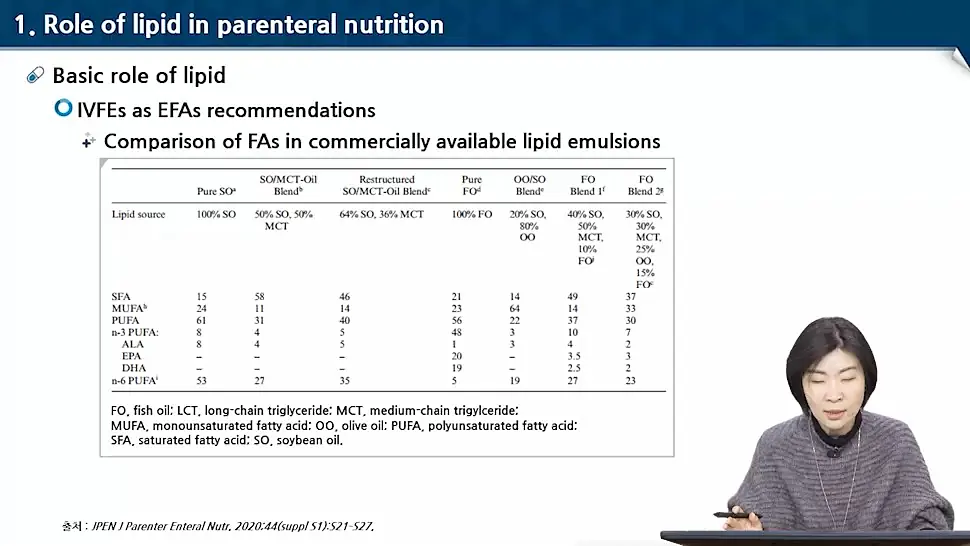 1. Role of lipid in parenteral nutrition
Basic role of lipid
IVFEs as EFAs recommendations
Comparison of FAs in commercially available lipid emulsions
SO/MCT-Oil Restructured Pure OO/SO FO FO
Pure SOᵃ Blendᵇ SO/MCT-Oil Blendᶜ FOᵈ Blendᵉ Blend 1ᶠ Blend 2ᵍ
Lipid source 100% SO 50% SO, 50% 64% SO, 36% MCT 100% FO 20% SO, 40% SO, 30% SO,
MCT 80% 50% 30%
OO MCT, MCT,
10% 25%
FOᶠ OO,
15%
FOᵉ
SFA 15 58 46 21 14 49 37
MUFAʰ 24 11 14 23 64 14 33
PUFA 61 31 40 56 22 37 30
n-3 PUFA: 8 4 5 48 3 10 7
ALA 8 4 5 1 3 4 2
EPA – – – 20 – 3.5 3
DHA – – – 19 – 2.5 2
n-6 PUFAⁱ 53 27 35 5 19 27 23
FO, fish oil; LCT, long-chain triglyceride; MCT, medium-chain trigylceride;
MUFA, monounsaturated fatty acid; OO, olive oil; PUFA, polyunsaturated fatty acid;
SFA, saturated fatty acid; SO, soybean oil.
출처 : JPEN J Parenter Enteral Nutr. 2020;44(suppl S1):S21-S27.